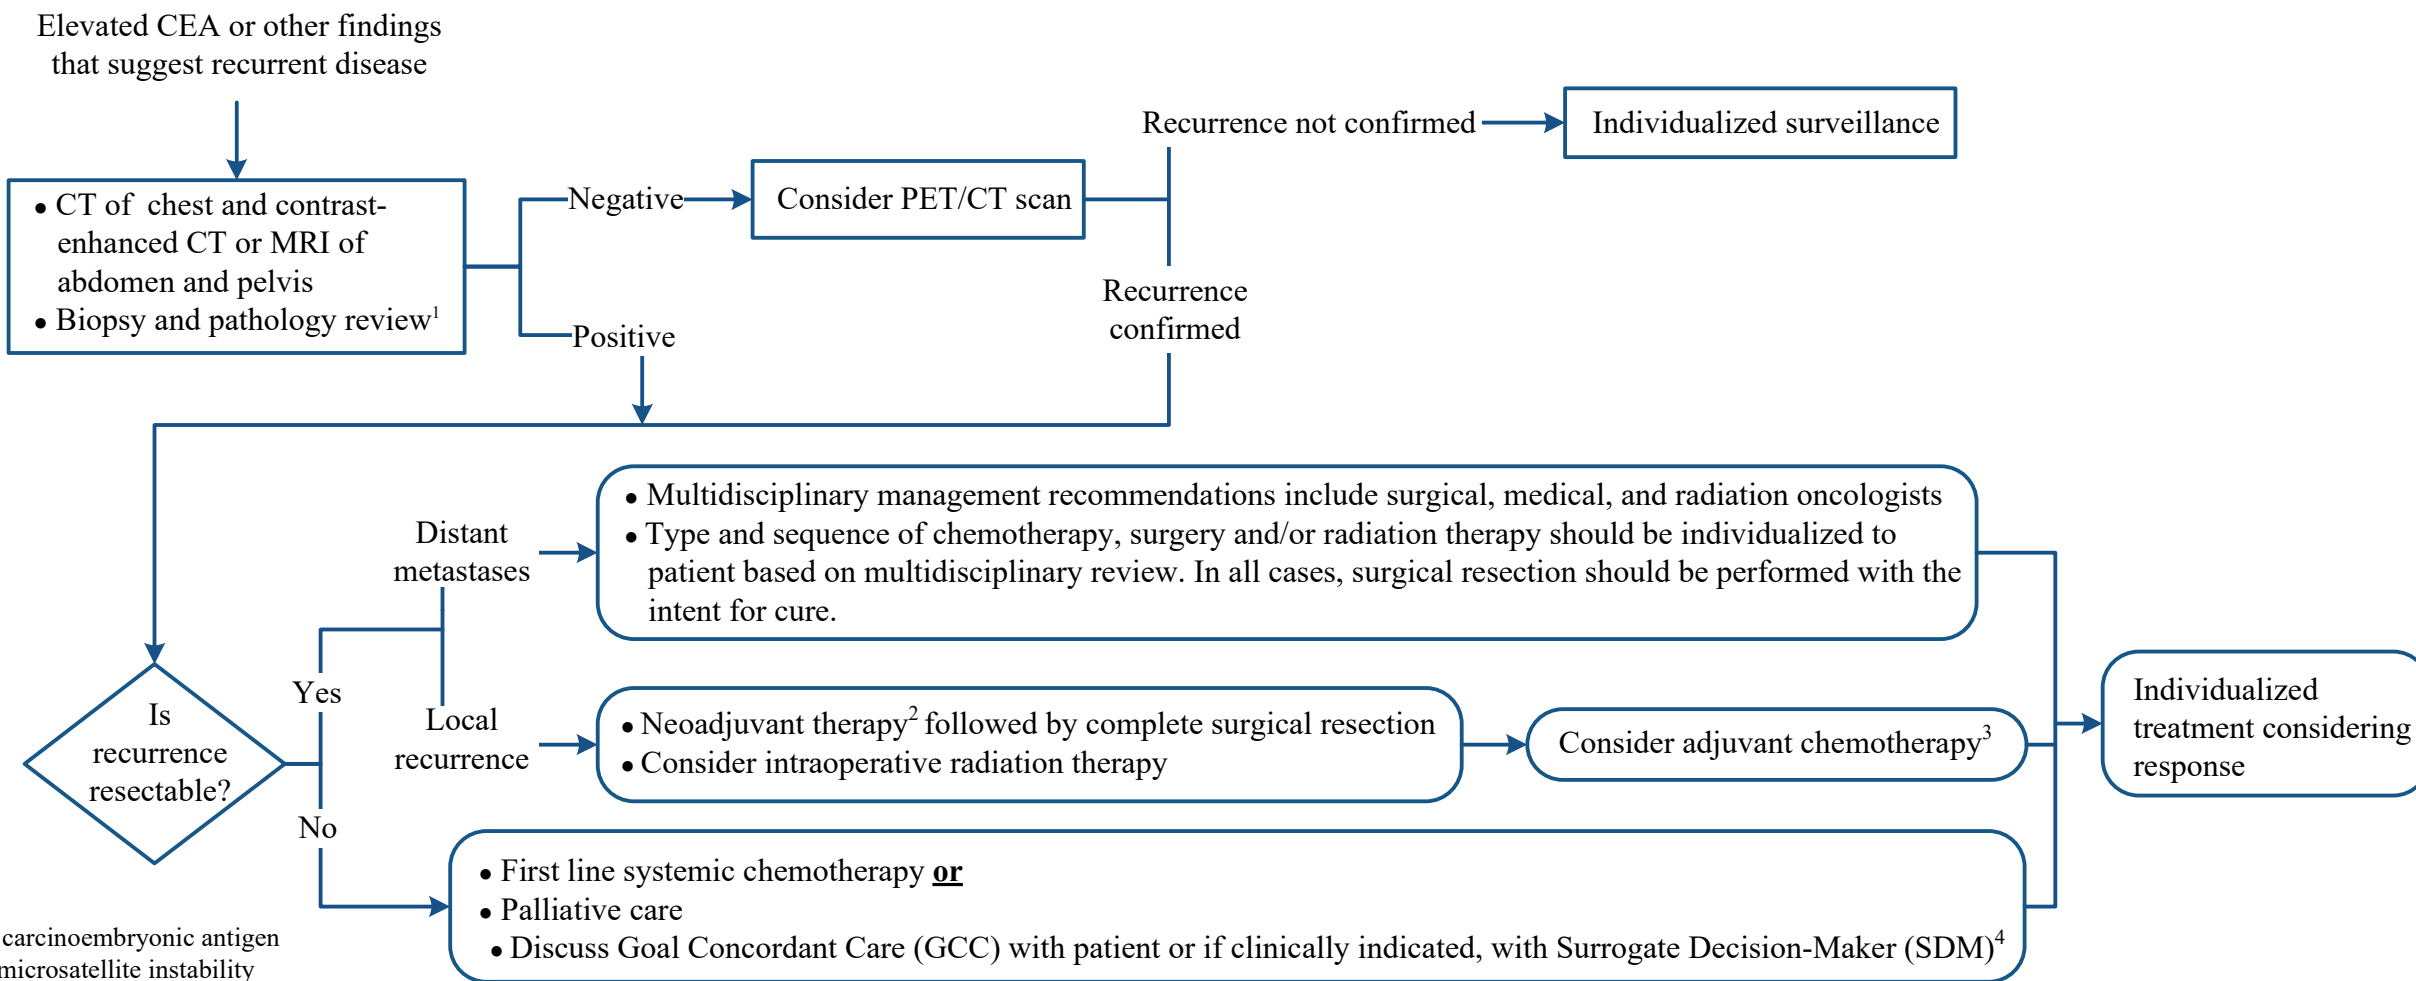 Elevated CEA or other findings
that suggest recurrent disease
• CT of chest and contrast-
enhanced CT or MRI of
abdomen and pelvis
• Biopsy and pathology review¹
Negative
Positive
Consider PET/CT scan
Recurrence not confirmed
Individualized surveillance
Recurrence
confirmed
Is
recurrence
resectable?
Yes
No
Distant
metastases
• Multidisciplinary management recommendations include surgical, medical, and radiation oncologists
• Type and sequence of chemotherapy, surgery and/or radiation therapy should be individualized to
patient based on multidisciplinary review. In all cases, surgical resection should be performed with the
intent for cure.
Local
recurrence
• Neoadjuvant therapy² followed by complete surgical resection
• Consider intraoperative radiation therapy
Consider adjuvant chemotherapy³
• First line systemic chemotherapy or
• Palliative care
• Discuss Goal Concordant Care (GCC) with patient or if clinically indicated, with Surrogate Decision-Maker (SDM)⁴
Individualized
treatment considering
response
carcinoembryonic antigen
microsatellite instability